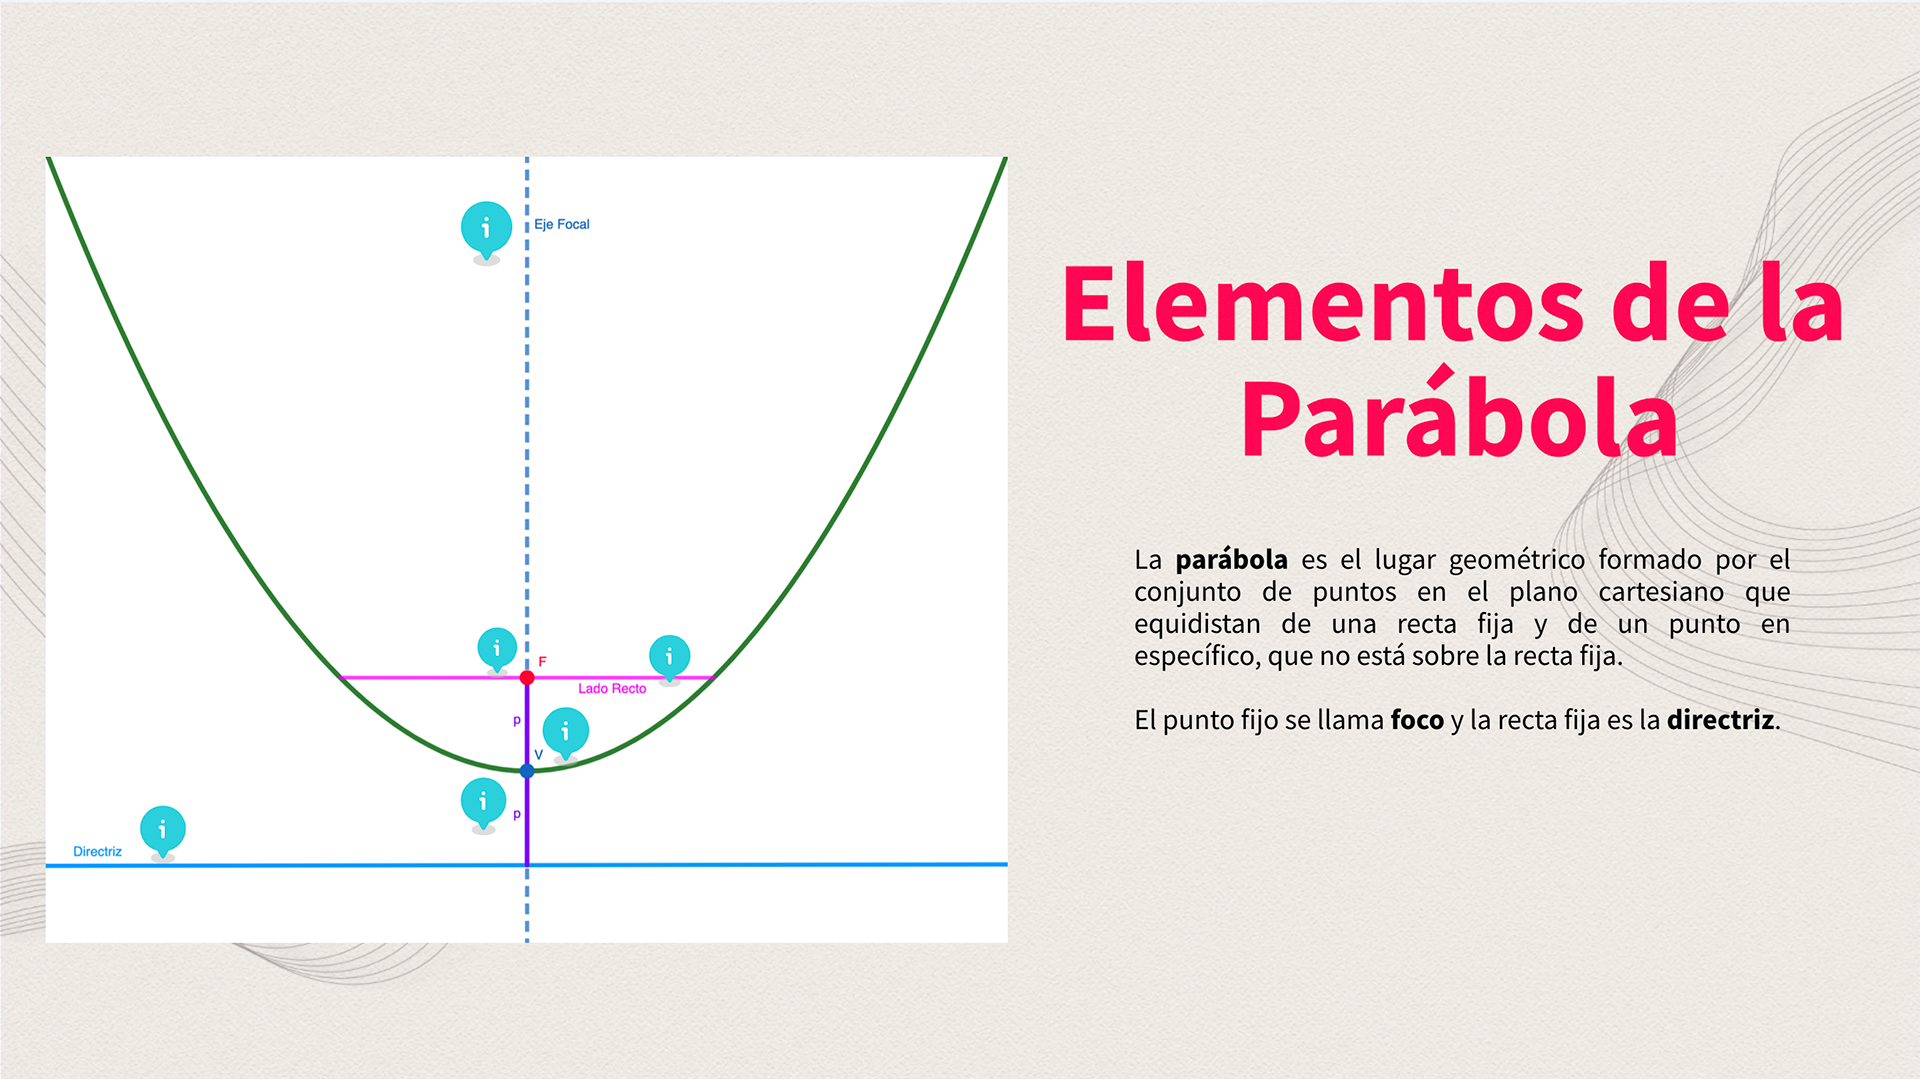 Eje Focal
F
Lado Recto
p
V
p
Directriz
Elementos de la
Parábola
La parábola es el lugar geométrico formado por el
conjunto de puntos en el plano cartesiano que
equidistan de una recta fija y de un punto en
específico, que no está sobre la recta fija.
El punto fijo se llama foco y la recta fija es la directriz.